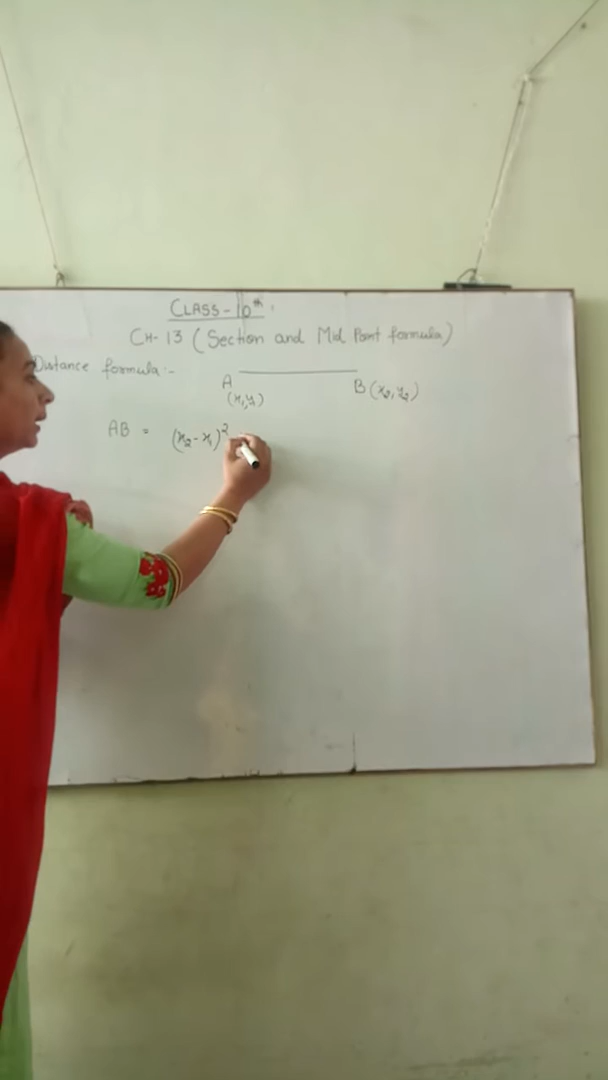 CLASS-10th.
CH-13 (Section and Mid Point formula)
Distance formula:-
A B (x2, y2)
(x1, y1)
AB = (x2 - x1)2